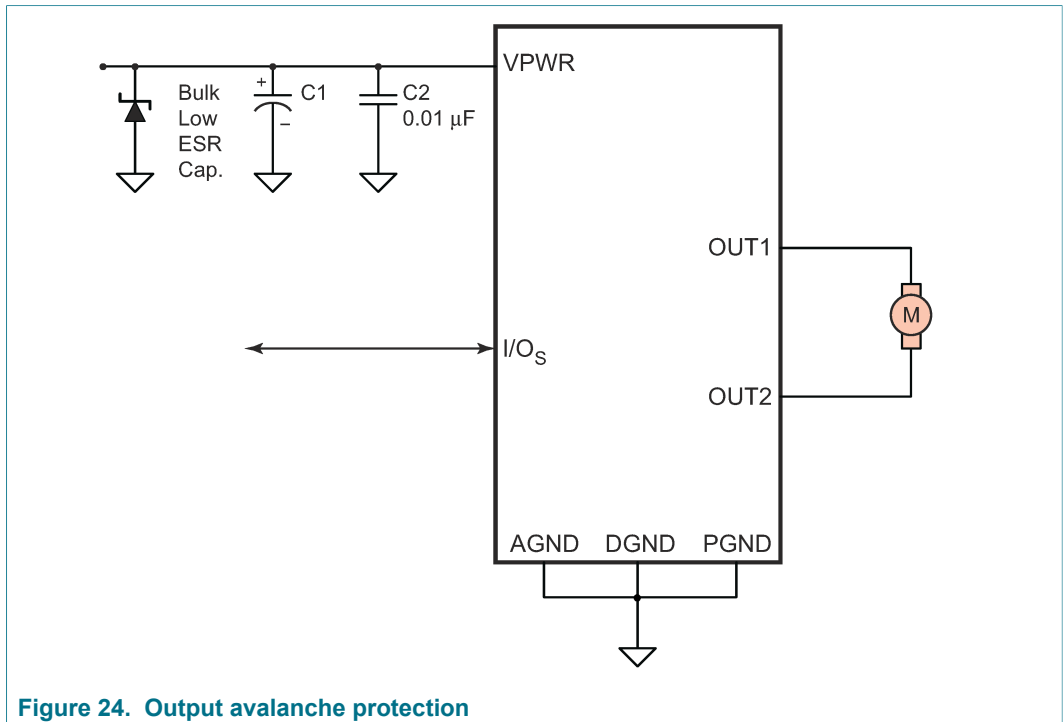 VPWR
Bulk
Low
ESR
Cap.
+ C1
–
C2
0.01 μF
OUT1
M
I/OS
OUT2
AGND DGND PGND
Figure 24. Output avalanche protection